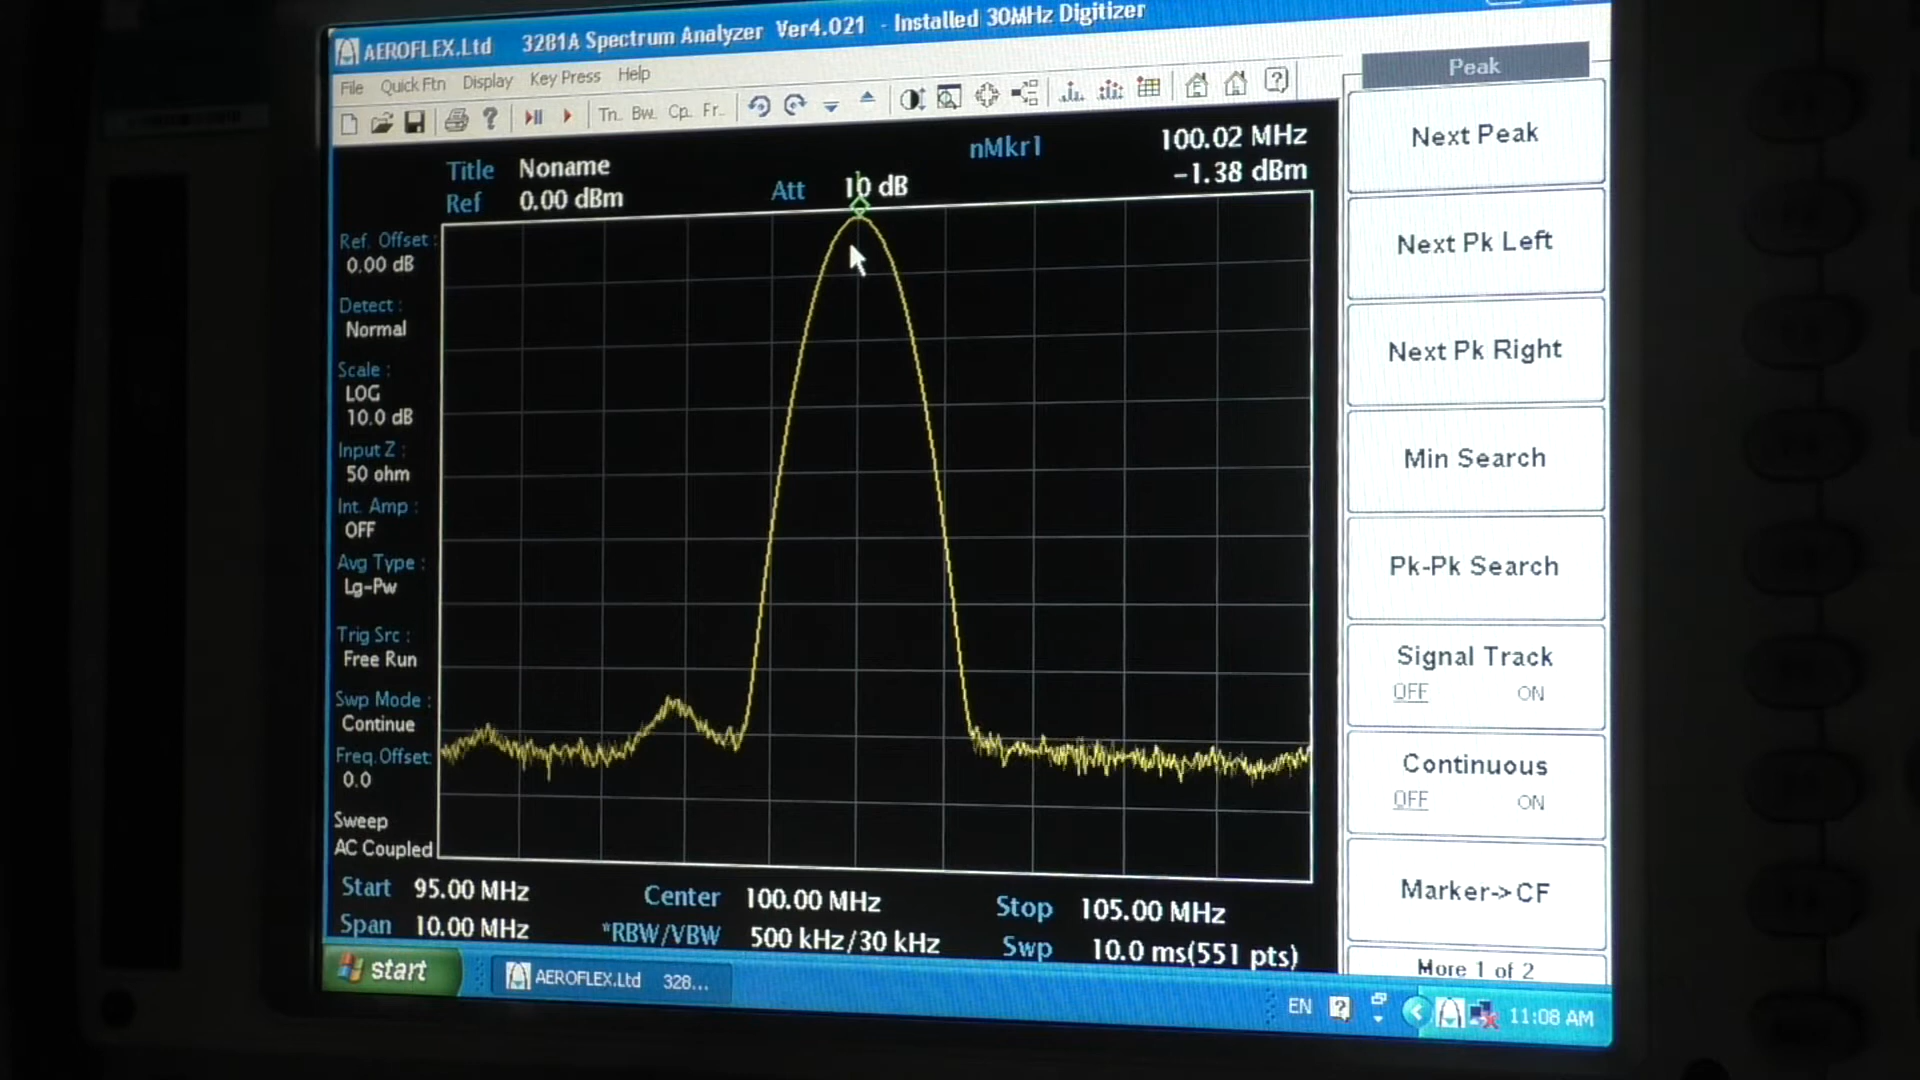 AEROFLEX.Ltd 3281A Spectrum Analyzer Ver4.021 - Installed 30MHz Digitizer
File Quick Ftn Display Key Press Help
Tn.. Bw.. Cp.. Fr..
nMkr1 100.02 MHz
-1.38 dBm
Title Noname
Ref 0.00 dBm
Att 10 dB
Ref. Offset :
0.00 dB
Detect :
Normal
Scale :
LOG
10.0 dB
Input Z :
50 ohm
Int. Amp :
OFF
Avg Type :
Lg-Pw
Trig Src :
Free Run
Swp Mode :
Continue
Freq.Offset:
0.0
Sweep
AC Coupled
Start 95.00 MHz Center 100.00 MHz Stop 105.00 MHz
Span 10.00 MHz *RBW/VBW 500 kHz/30 kHz Swp 10.0 ms(551 pts)
Peak
Next Peak
Next Pk Left
Next Pk Right
Min Search
Pk-Pk Search
Signal Track
OFF ON
Continuous
OFF ON
Marker->CF
More 1 of 2
start AEROFLEX.Ltd 328... EN 11:08 AM